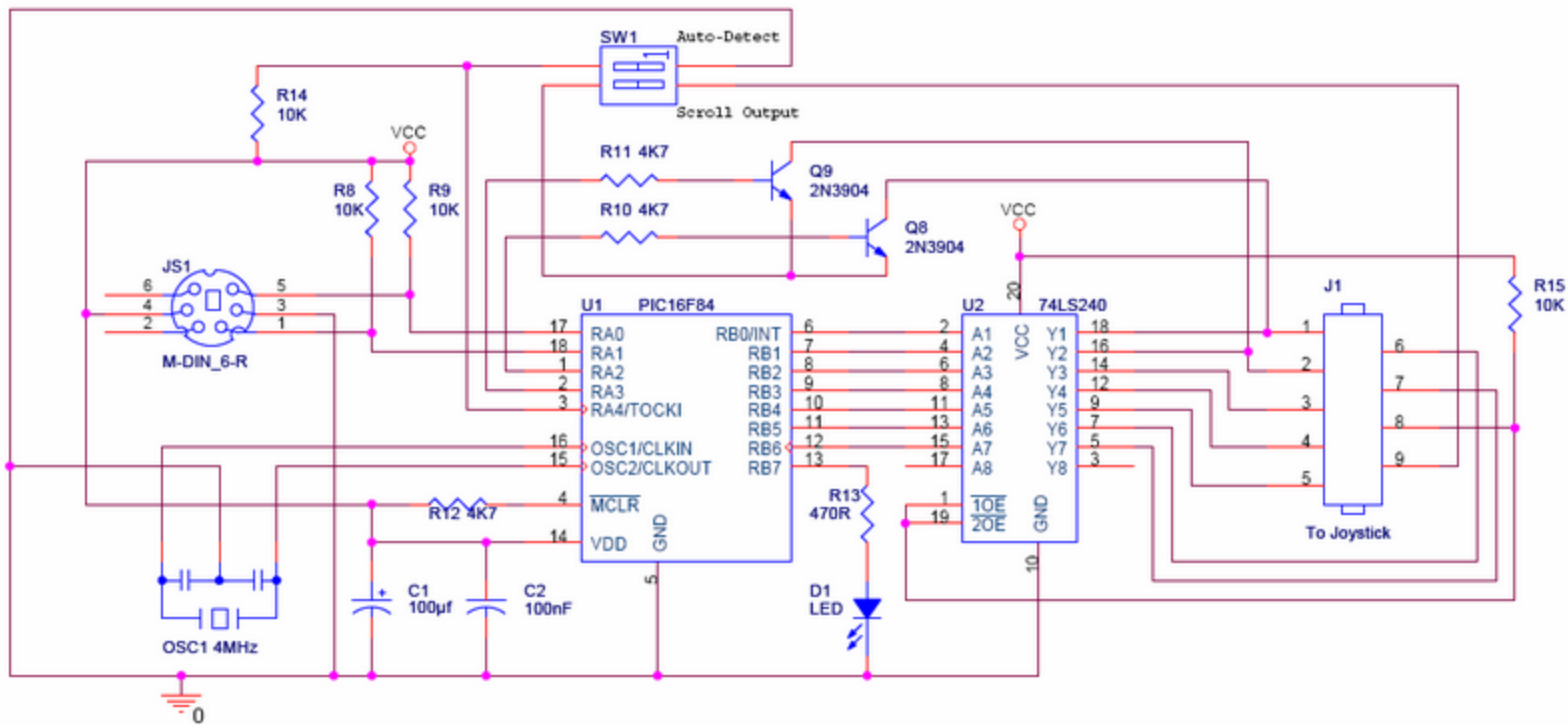 SW1 Auto-Detect
1
Scroll Output
R14
10K
VCC
R11 4K7
Q9
2N3904
R8
10K
R9
10K
R10 4K7
Q8
2N3904
VCC
JS1
6 5
4 3
2 1
M-DIN_6-R
U1 PIC16F84
17 RA0 RB0/INT 6
18 RA1 RB1 7
1 RA2 RB2 8
2 RA3 RB3 9
3 RA4/TOCKI RB4 10
RB5 11
16 OSC1/CLKIN RB6 12
15 OSC2/CLKOUT RB7 13
4 MCLR
14 VDD
GND
5
U2 74LS240
20
VCC
2 A1 Y1 18
4 A2 Y2 16
6 A3 Y3 14
8 A4 Y4 12
11 A5 Y5 9
13 A6 Y6 7
15 A7 Y7 5
17 A8 Y8 3
1 1OE
19 2OE
GND
10
J1
1
6
2
7
3
8
4
9
5
To Joystick
R15
10K
R12 4K7
R13
470R
C1
100µf
+
C2
100nF
D1
LED
OSC1 4MHz
0